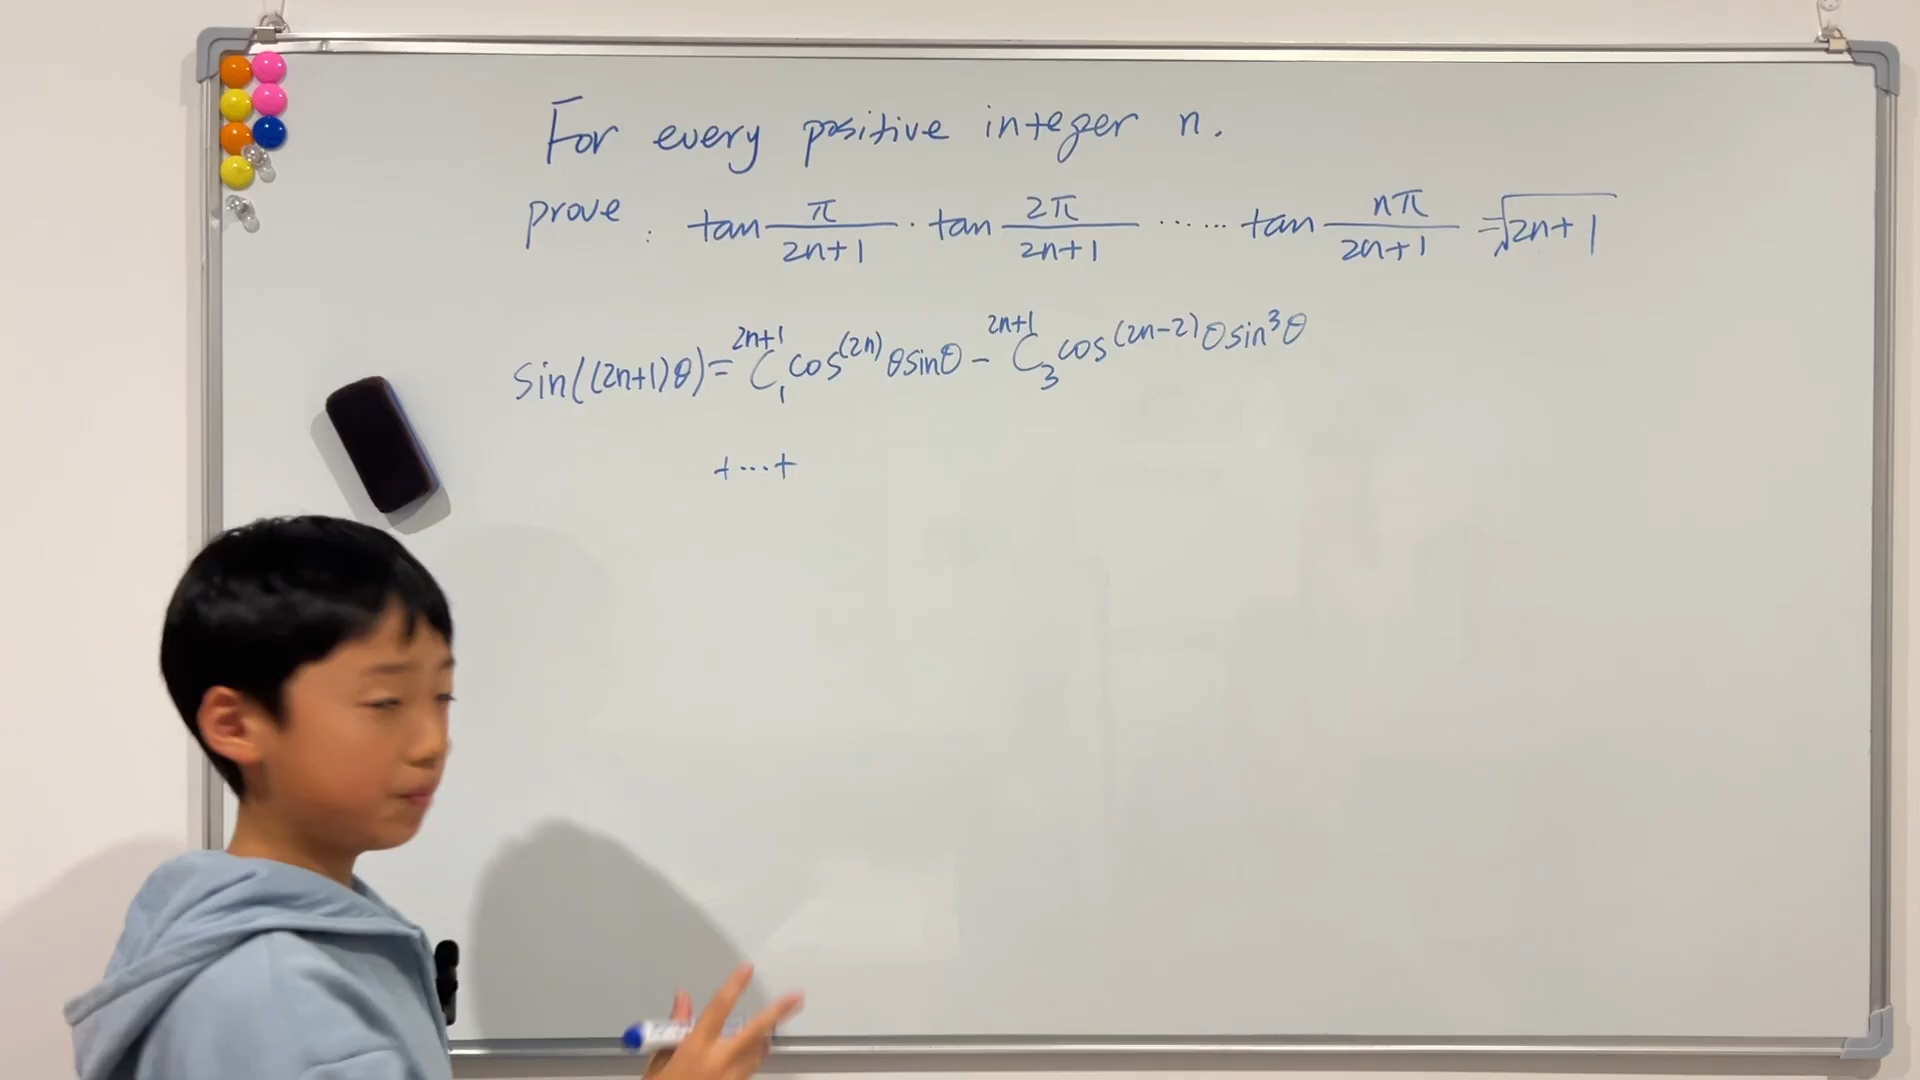 For every positive integer n.
prove : tan π/(2n+1) · tan 2π/(2n+1) ...... tan nπ/(2n+1) = √(2n+1)
sin((2n+1)θ) = ²ⁿ⁺¹C₁ cos⁽²ⁿ⁾θ sinθ − ²ⁿ⁺¹C₃ cos⁽²ⁿ⁻²⁾θ sin³θ
+ ... +